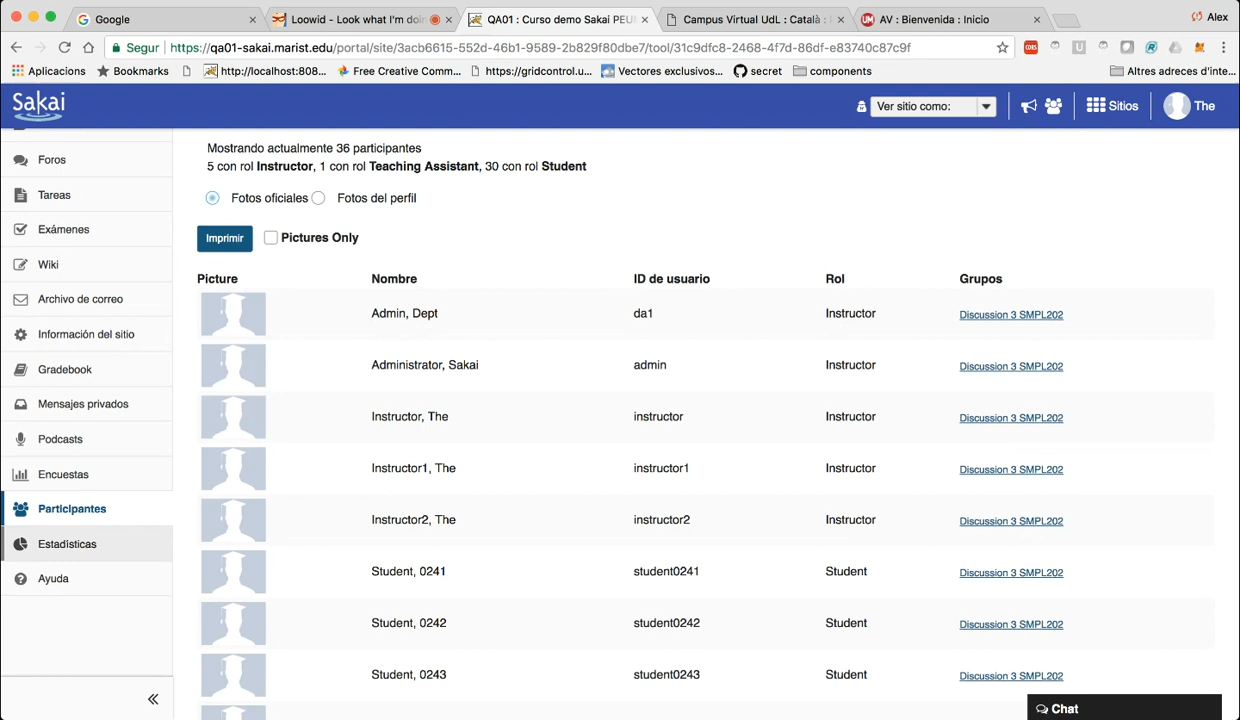 Google
Loowid - Look what I'm doin
QA01 : Curso demo Sakai PEU
Campus Virtual UdL : Català :
AV : Bienvenida : Inicio
Alex
Segur
https://qa01-sakai.marist.edu/portal/site/3acb6615-552d-46b1-9589-2b829f80dbe7/tool/31c9dfc8-2468-4f7d-86df-e83740c87c9f
Aplicacions
Bookmarks
http://localhost:808...
Free Creative Comm...
https://gridcontrol.u...
Vectores exclusivos...
secret
components
Altres adreces d'inte...
Sakai
Ver sitio como:
Sitios
The
Foros
Tareas
Exámenes
Wiki
Archivo de correo
Información del sitio
Gradebook
Mensajes privados
Podcasts
Encuestas
Participantes
Estadísticas
Ayuda
Mostrando actualmente 36 participantes
5 con rol Instructor, 1 con rol Teaching Assistant, 30 con rol Student
Fotos oficiales Fotos del perfil
Imprimir Pictures Only
Picture Nombre ID de usuario Rol Grupos
Admin, Dept da1 Instructor Discussion 3 SMPL202
Administrator, Sakai admin Instructor Discussion 3 SMPL202
Instructor, The instructor Instructor Discussion 3 SMPL202
Instructor1, The instructor1 Instructor Discussion 3 SMPL202
Instructor2, The instructor2 Instructor Discussion 3 SMPL202
Student, 0241 student0241 Student Discussion 3 SMPL202
Student, 0242 student0242 Student Discussion 3 SMPL202
Student, 0243 student0243 Student Discussion 3 SMPL202
Chat